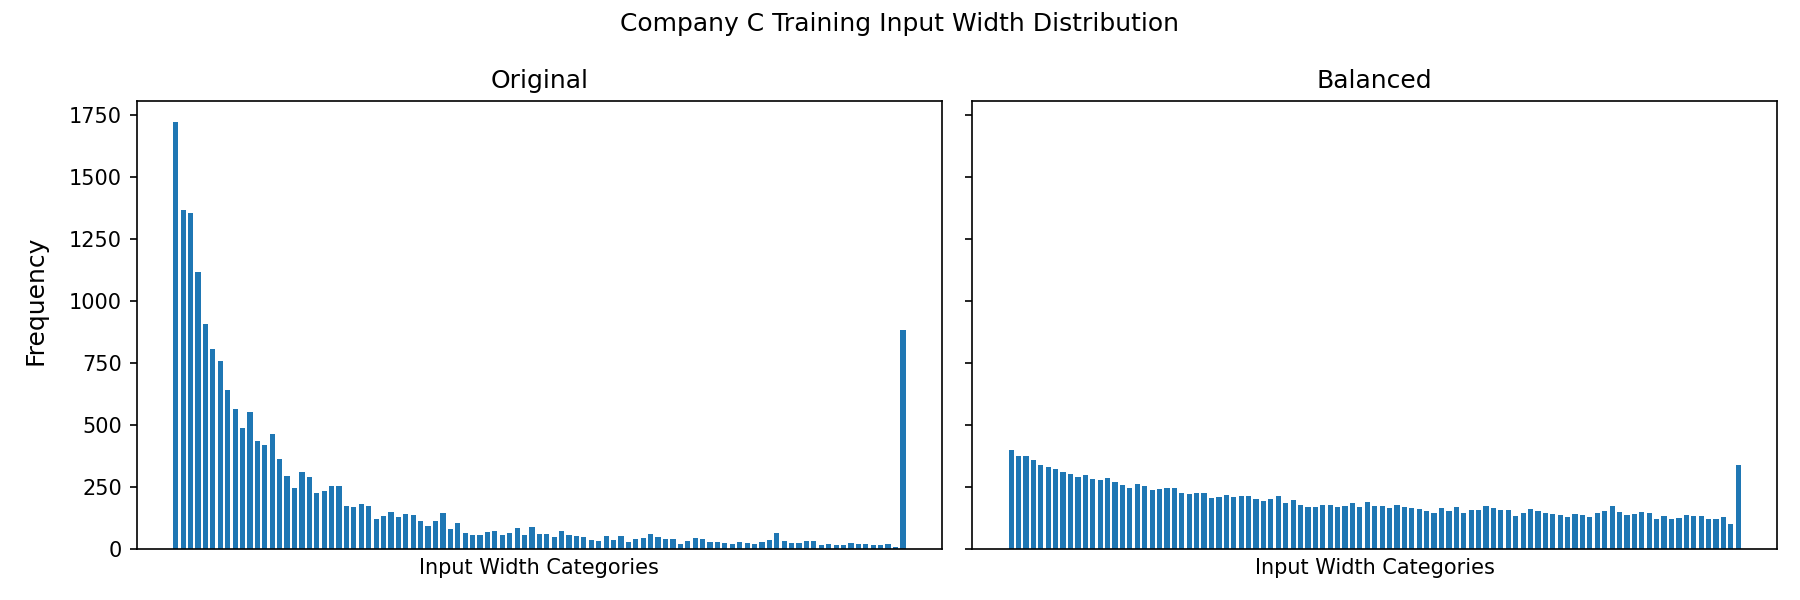 Company C Training Input Width Distribution
Original
Balanced
Frequency
1750
1500
1250
1000
750
500
250
0
Input Width Categories
Input Width Categories